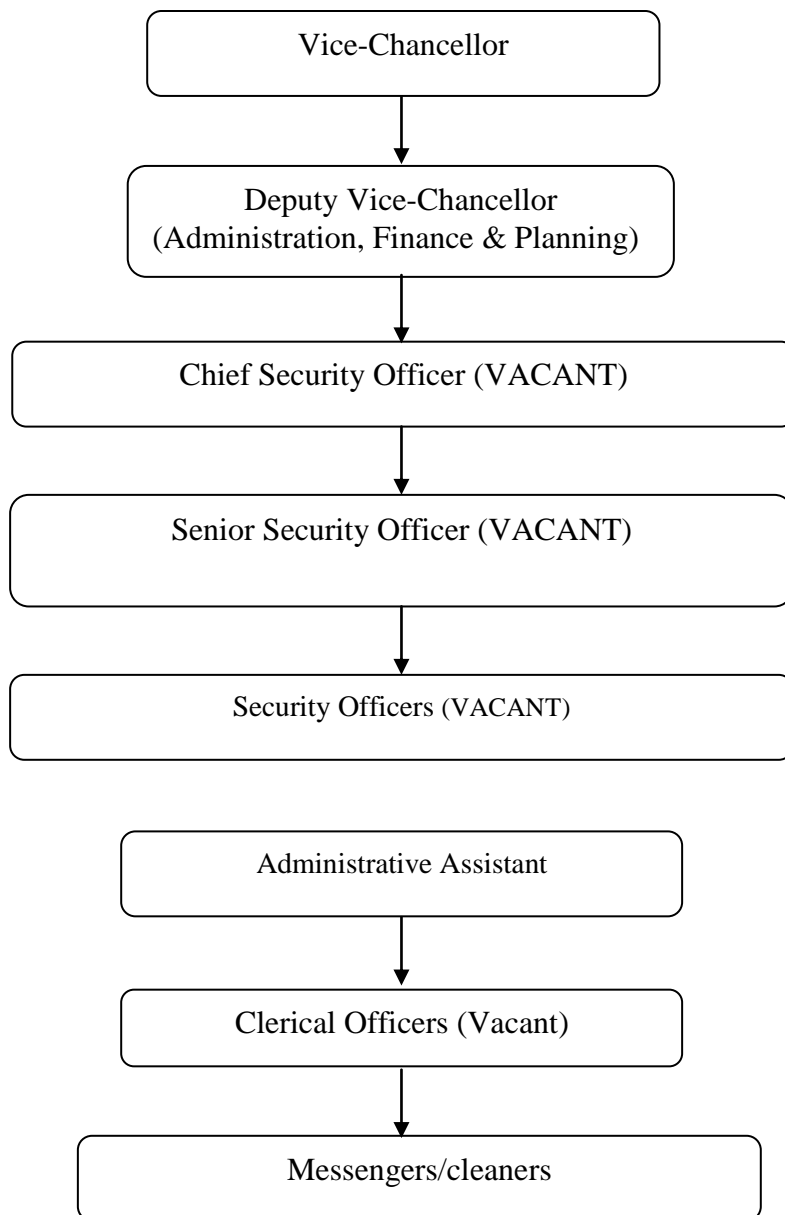 Vice-Chancellor
Deputy Vice-Chancellor
(Administration, Finance & Planning)
Chief Security Officer (VACANT)
Senior Security Officer (VACANT)
Security Officers (VACANT)
Administrative Assistant
Clerical Officers (Vacant)
Messengers/cleaners